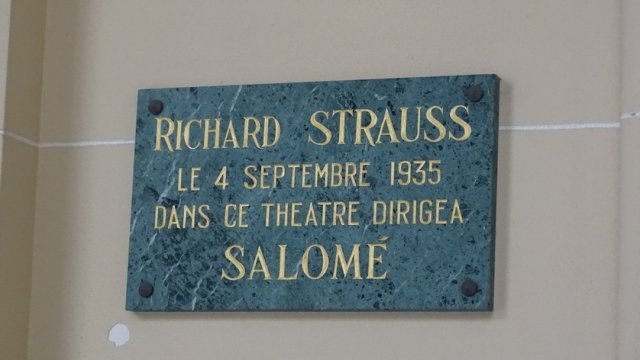 RICHARD STRAUSS
LE 4 SEPTEMBRE 1935
DANS CE THEATRE DIRIGEA
SALOMÉ